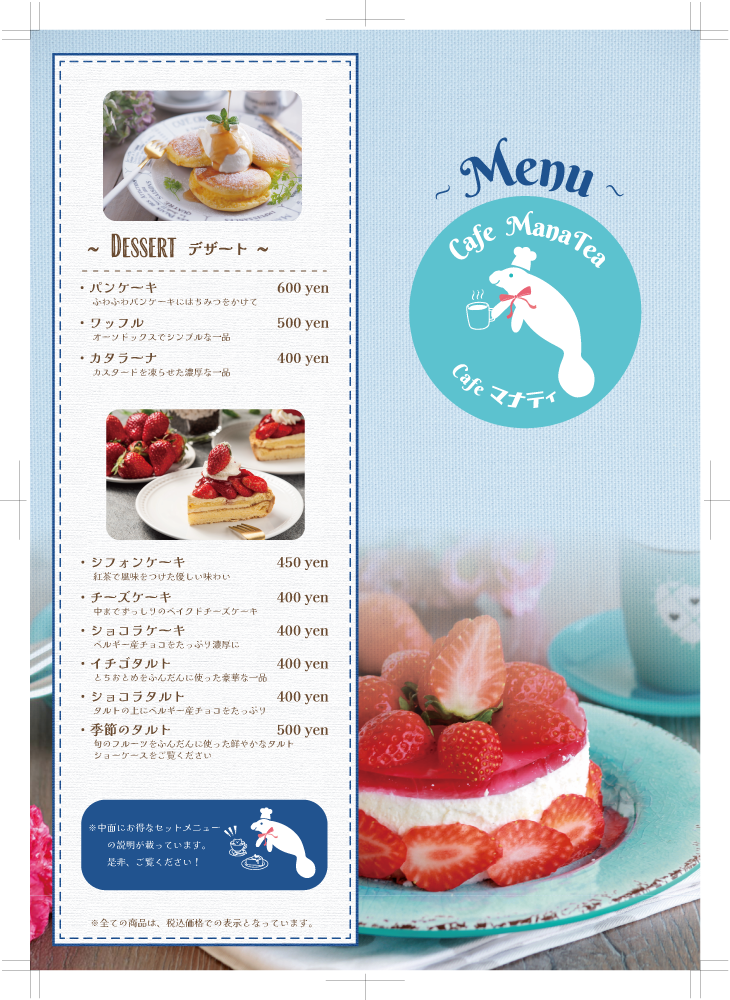 ~ DESSERT デザート ~
・パンケーキ 600 yen
ふわふわパンケーキにはちみつをかけて
・ワッフル 500 yen
オーソドックスでシンプルな一品
・カタラーナ 400 yen
カスタードを凍らせた濃厚な一品
・シフォンケーキ 450 yen
紅茶で風味をつけた優しい味わい
・チーズケーキ 400 yen
中までずっしりのベイクドチーズケーキ
・ショコラケーキ 400 yen
ベルギー産チョコをたっぷり濃厚に
・イチゴタルト 400 yen
とちおとめをふんだんに使った豪華な一品
・ショコラタルト 400 yen
タルトの上にベルギー産チョコをたっぷり
・季節のタルト 500 yen
旬のフルーツをふんだんに使った鮮やかなタルト
ショーケースをご覧ください
※中面にお得なセットメニュー
の説明が載っています。
是非、ご覧ください！
※全ての商品は、税込価格での表示となっています。
~ Menu ~
Cafe ManaTea
Cafe マナティ